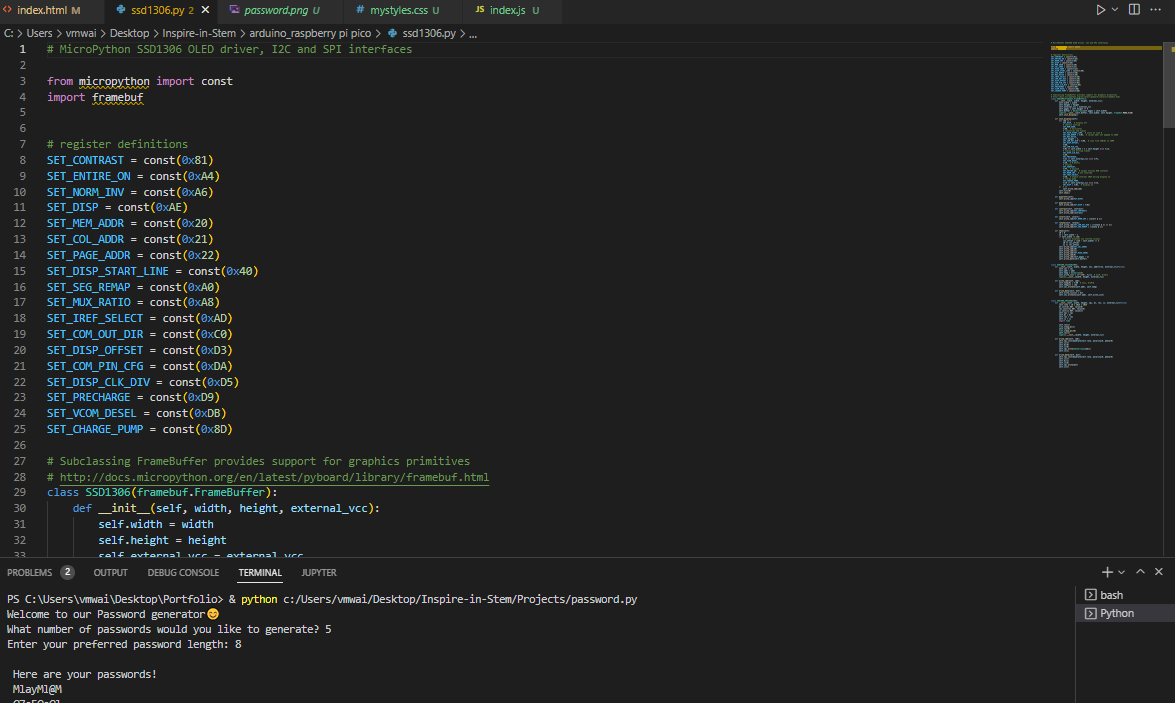 index.html M
ssd1306.py 2
password.png U
mystyles.css U
JS index.js U
C: > Users > vmwai > Desktop > Inspire-in-Stem > arduino_raspberry pi pico > ssd1306.py > ...
1 # MicroPython SSD1306 OLED driver, I2C and SPI interfaces
2
3 from micropython import const
4 import framebuf
5
6
7 # register definitions
8 SET_CONTRAST = const(0x81)
9 SET_ENTIRE_ON = const(0xA4)
10 SET_NORM_INV = const(0xA6)
11 SET_DISP = const(0xAE)
12 SET_MEM_ADDR = const(0x20)
13 SET_COL_ADDR = const(0x21)
14 SET_PAGE_ADDR = const(0x22)
15 SET_DISP_START_LINE = const(0x40)
16 SET_SEG_REMAP = const(0xA0)
17 SET_MUX_RATIO = const(0xA8)
18 SET_IREF_SELECT = const(0xAD)
19 SET_COM_OUT_DIR = const(0xC0)
20 SET_DISP_OFFSET = const(0xD3)
21 SET_COM_PIN_CFG = const(0xDA)
22 SET_DISP_CLK_DIV = const(0xD5)
23 SET_PRECHARGE = const(0xD9)
24 SET_VCOM_DESEL = const(0xDB)
25 SET_CHARGE_PUMP = const(0x8D)
26
27 # Subclassing FrameBuffer provides support for graphics primitives
28 # http://docs.micropython.org/en/latest/pyboard/library/framebuf.html
29 class SSD1306(framebuf.FrameBuffer):
30 def __init__(self, width, height, external_vcc):
31 self.width = width
32 self.height = height
33 self.external_vcc = external_vcc
PROBLEMS 2 OUTPUT DEBUG CONSOLE TERMINAL JUPYTER
PS C:\Users\vmwai\Desktop\Portfolio> & python c:/Users/vmwai/Desktop/Inspire-in-Stem/Projects/password.py
Welcome to our Password generator😊
What number of passwords would you like to generate? 5
Enter your preferred password length: 8
Here are your passwords!
MlayMl@M
bash
Python